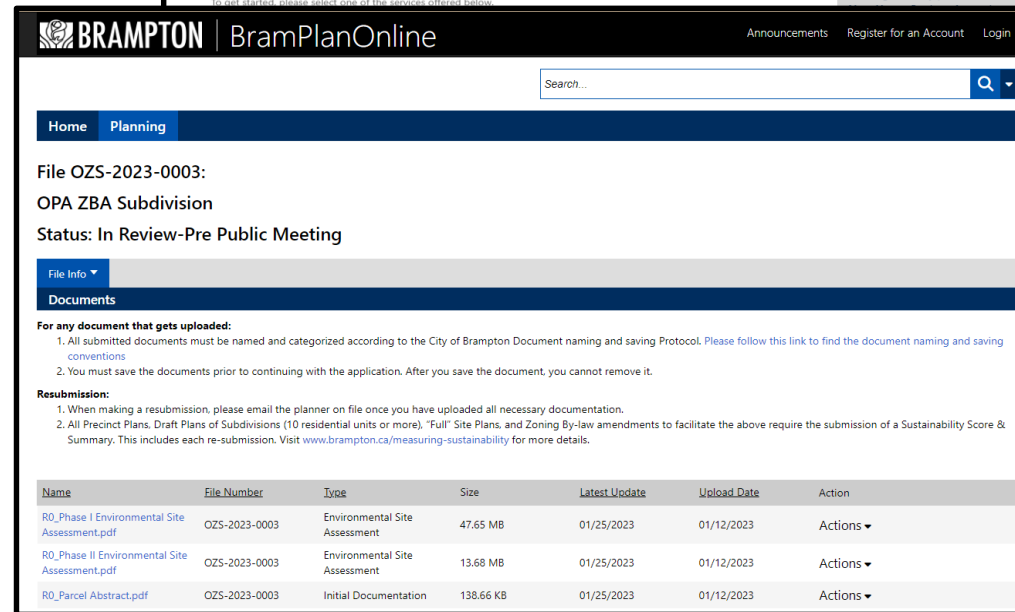 To get started, please select one of the services offered below.
BRAMPTON | BramPlanOnline
Announcements Register for an Account Login
Search...
Home Planning
File OZS-2023-0003:
OPA ZBA Subdivision
Status: In Review-Pre Public Meeting
File Info
Documents
For any document that gets uploaded:
1. All submitted documents must be named and categorized according to the City of Brampton Document naming and saving Protocol. Please follow this link to find the document naming and saving
conventions
2. You must save the documents prior to continuing with the application. After you save the document, you cannot remove it.
Resubmission:
1. When making a resubmission, please email the planner on file once you have uploaded all necessary documentation.
2. All Precinct Plans, Draft Plans of Subdivisions (10 residential units or more), "Full" Site Plans, and Zoning By-law amendments to facilitate the above require the submission of a Sustainability Score &
Summary. This includes each re-submission. Visit www.brampton.ca/measuring-sustainability for more details.
Name File Number Type Size Latest Update Upload Date Action
R0_Phase I Environmental Site
Assessment.pdf OZS-2023-0003 Environmental Site
Assessment 47.65 MB 01/25/2023 01/12/2023 Actions
R0_Phase II Environmental Site
Assessment.pdf OZS-2023-0003 Environmental Site
Assessment 13.68 MB 01/25/2023 01/12/2023 Actions
R0_Parcel Abstract.pdf OZS-2023-0003 Initial Documentation 138.66 KB 01/25/2023 01/12/2023 Actions